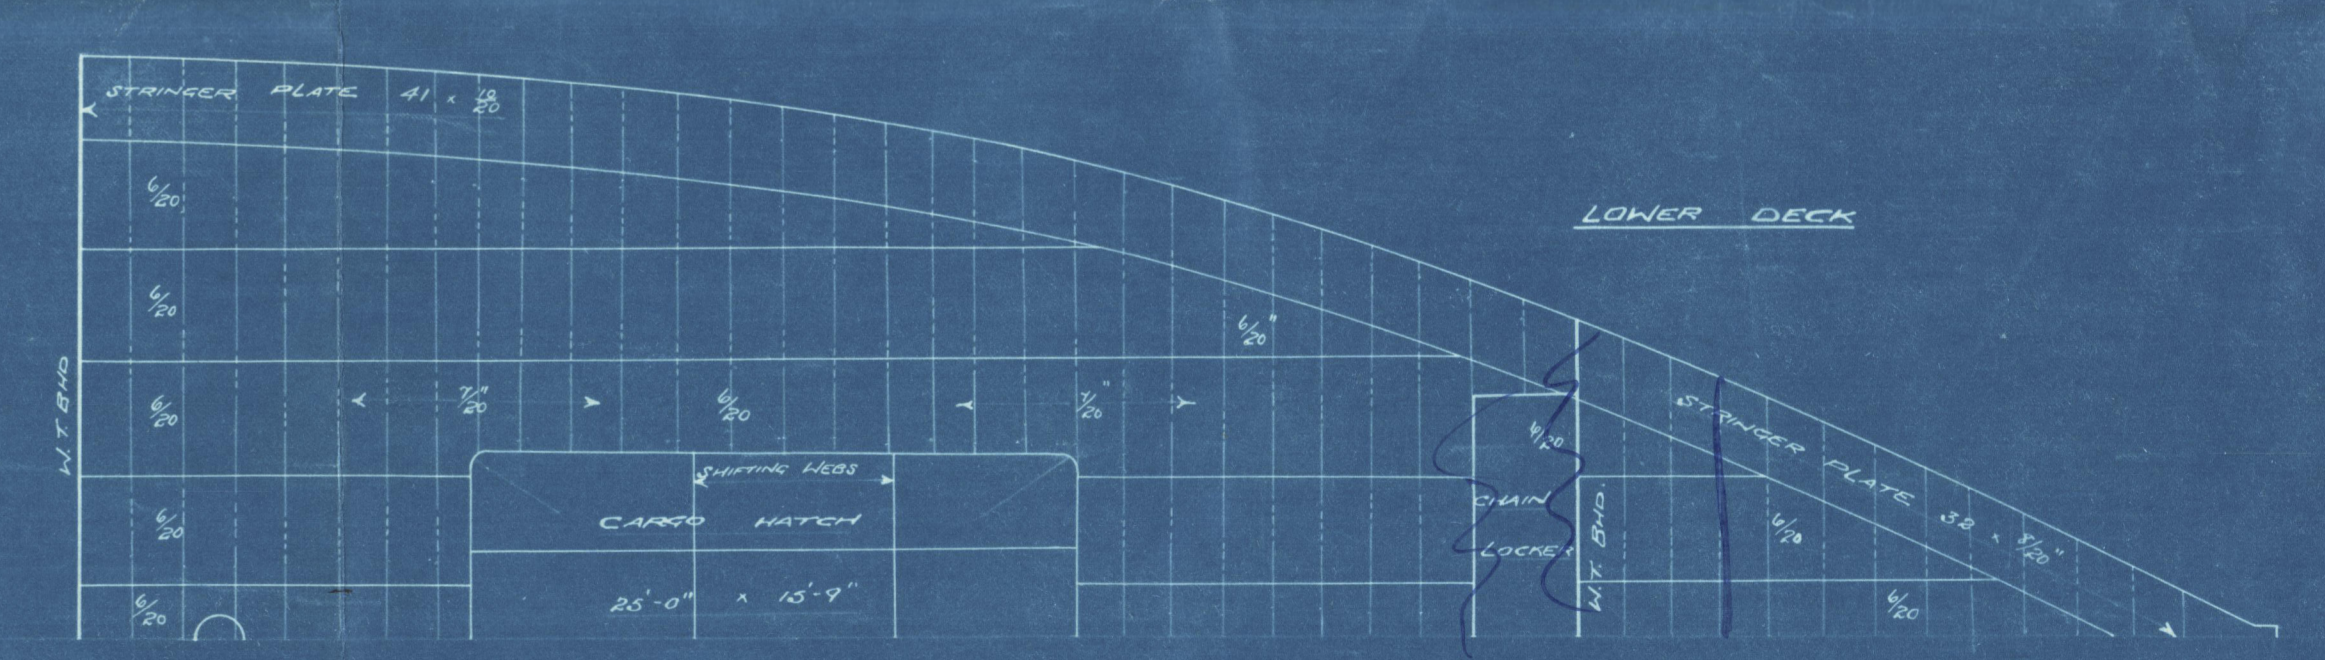 STRINGER PLATE 41 x 10/20
6/20
LOWER DECK
6/20
6/20"
W.T. BHD
6/20
7/20"
6/20
7/20"
STRINGER PLATE 32 x 8/20"
6/20
SHIFTING WEBS
CARGO HATCH
25'-0" x 15'-9"
CHAIN
LOCKER
W.T. BHD.
6/20
6/20
6/20
6/20